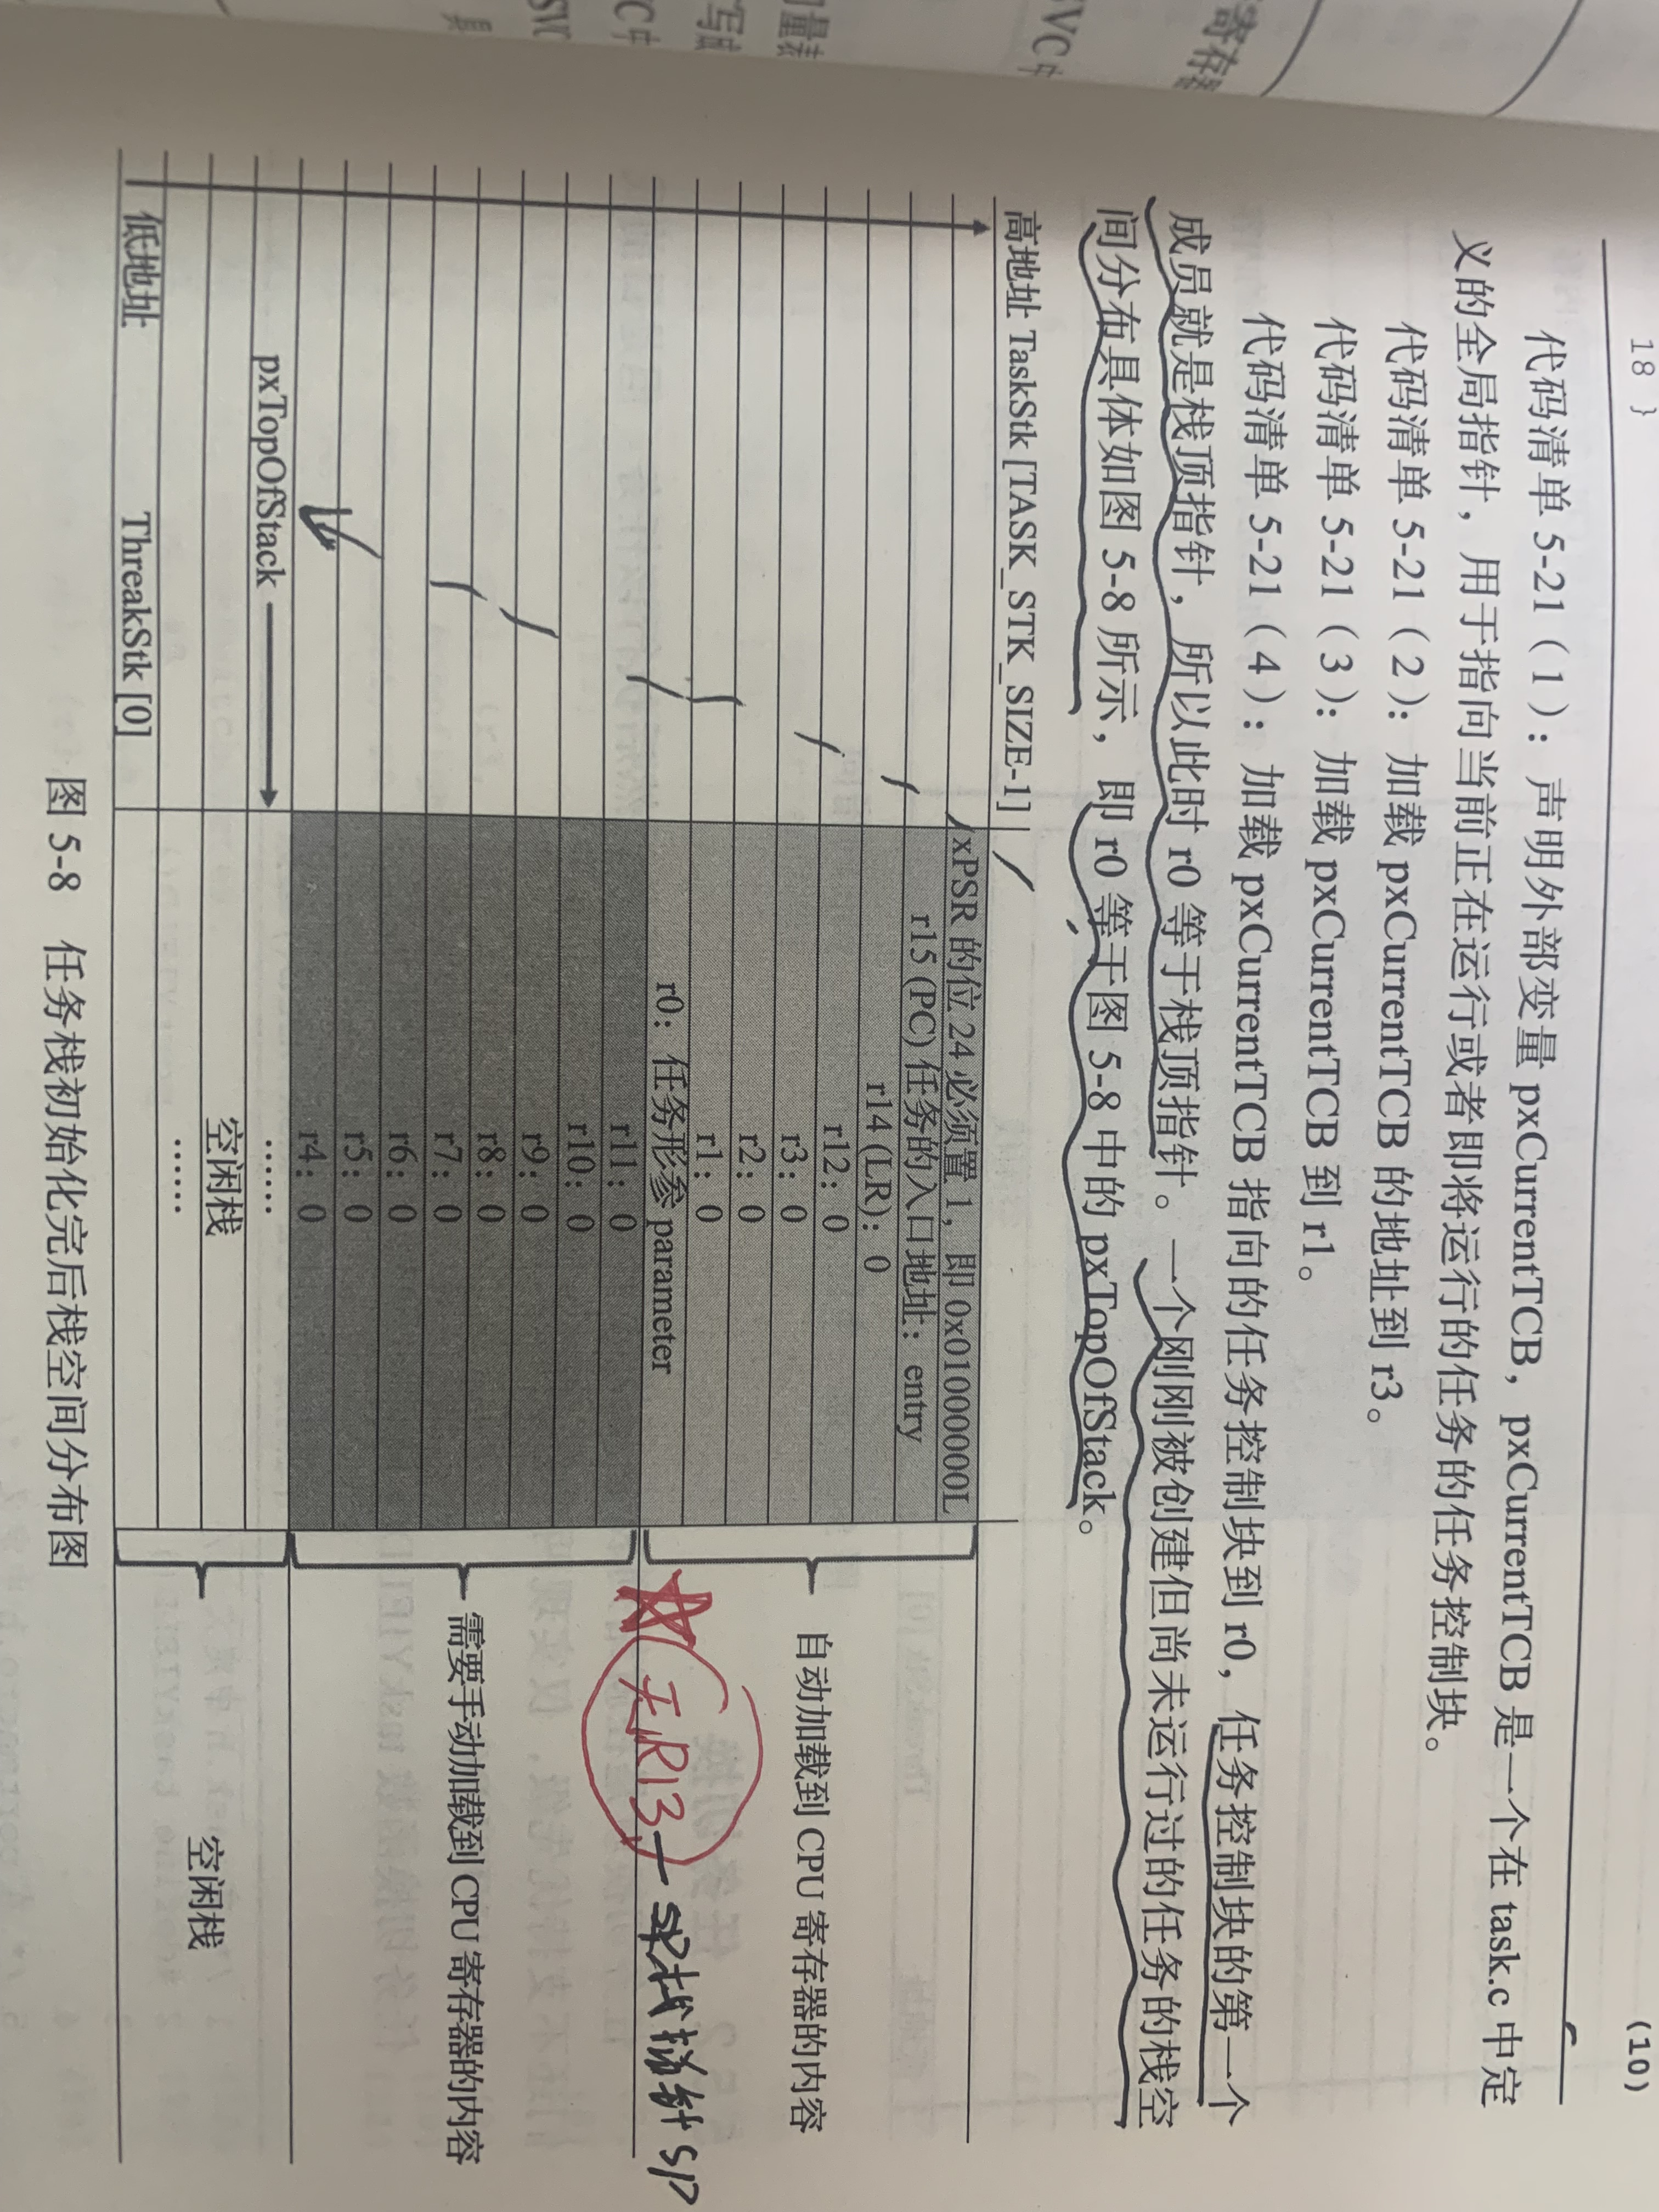 18 }
(10)
代码清单 5-21（1）：声明外部变量 pxCurrentTCB，pxCurrentTCB 是一个在 task.c 中定
义的全局指针，用于指向当前正在运行或者即将运行的任务的任务控制块。
代码清单 5-21（2）：加载 pxCurrentTCB 的地址到 r3。
代码清单 5-21（3）：加载 pxCurrentTCB 到 r1。
代码清单 5-21（4）：加载 pxCurrentTCB 指向的任务控制块到 r0，任务控制块的第一个
成员就是栈顶指针，所以此时 r0 等于栈顶指针。一个刚刚被创建但尚未运行过的任务的栈空
间分布具体如图 5-8 所示，即 r0 等于图 5-8 中的 pxTopOfStack。
高地址 TaskStk [TASK_STK_SIZE-1]
xPSR 的位 24 必须置 1，即 0x01000000L
r15 (PC) 任务的入口地址：entry
r14 (LR)：0
r12：0
r3：0
r2：0
r1：0
r0：任务形参 parameter
自动加载到 CPU 寄存器的内容
无R13
栈指针 SP
r11：0
r10：0
r9：0
r8：0
r7：0
r6：0
r5：0
r4：0
需要手动加载到 CPU 寄存器的内容
pxTopOfStack
……
空闲栈
……
空闲栈
低地址 ThreakStk [0]
图 5-8 任务栈初始化完后栈空间分布图